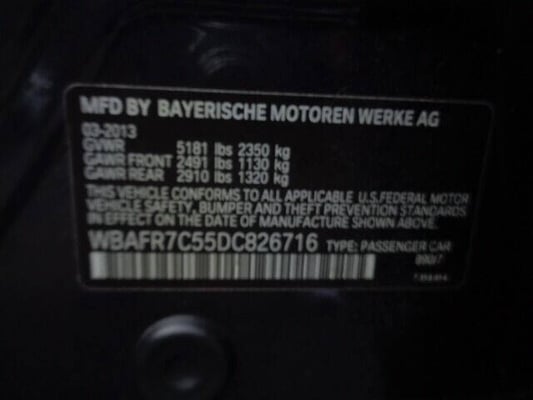 MFD BY BAYERISCHE MOTOREN WERKE AG
03-2013
GVWR 5181 lbs 2350 kg
GAWR FRONT 2491 lbs 1130 kg
GAWR REAR 2910 lbs 1320 kg
THIS VEHICLE CONFORMS TO ALL APPLICABLE U.S.FEDERAL MOTOR
VEHICLE SAFETY, BUMPER AND THEFT PREVENTION STANDARDS
IN EFFECT ON THE DATE OF MANUFACTURE SHOWN ABOVE.
WBAFR7C55DC826716 TYPE: PASSENGER CAR